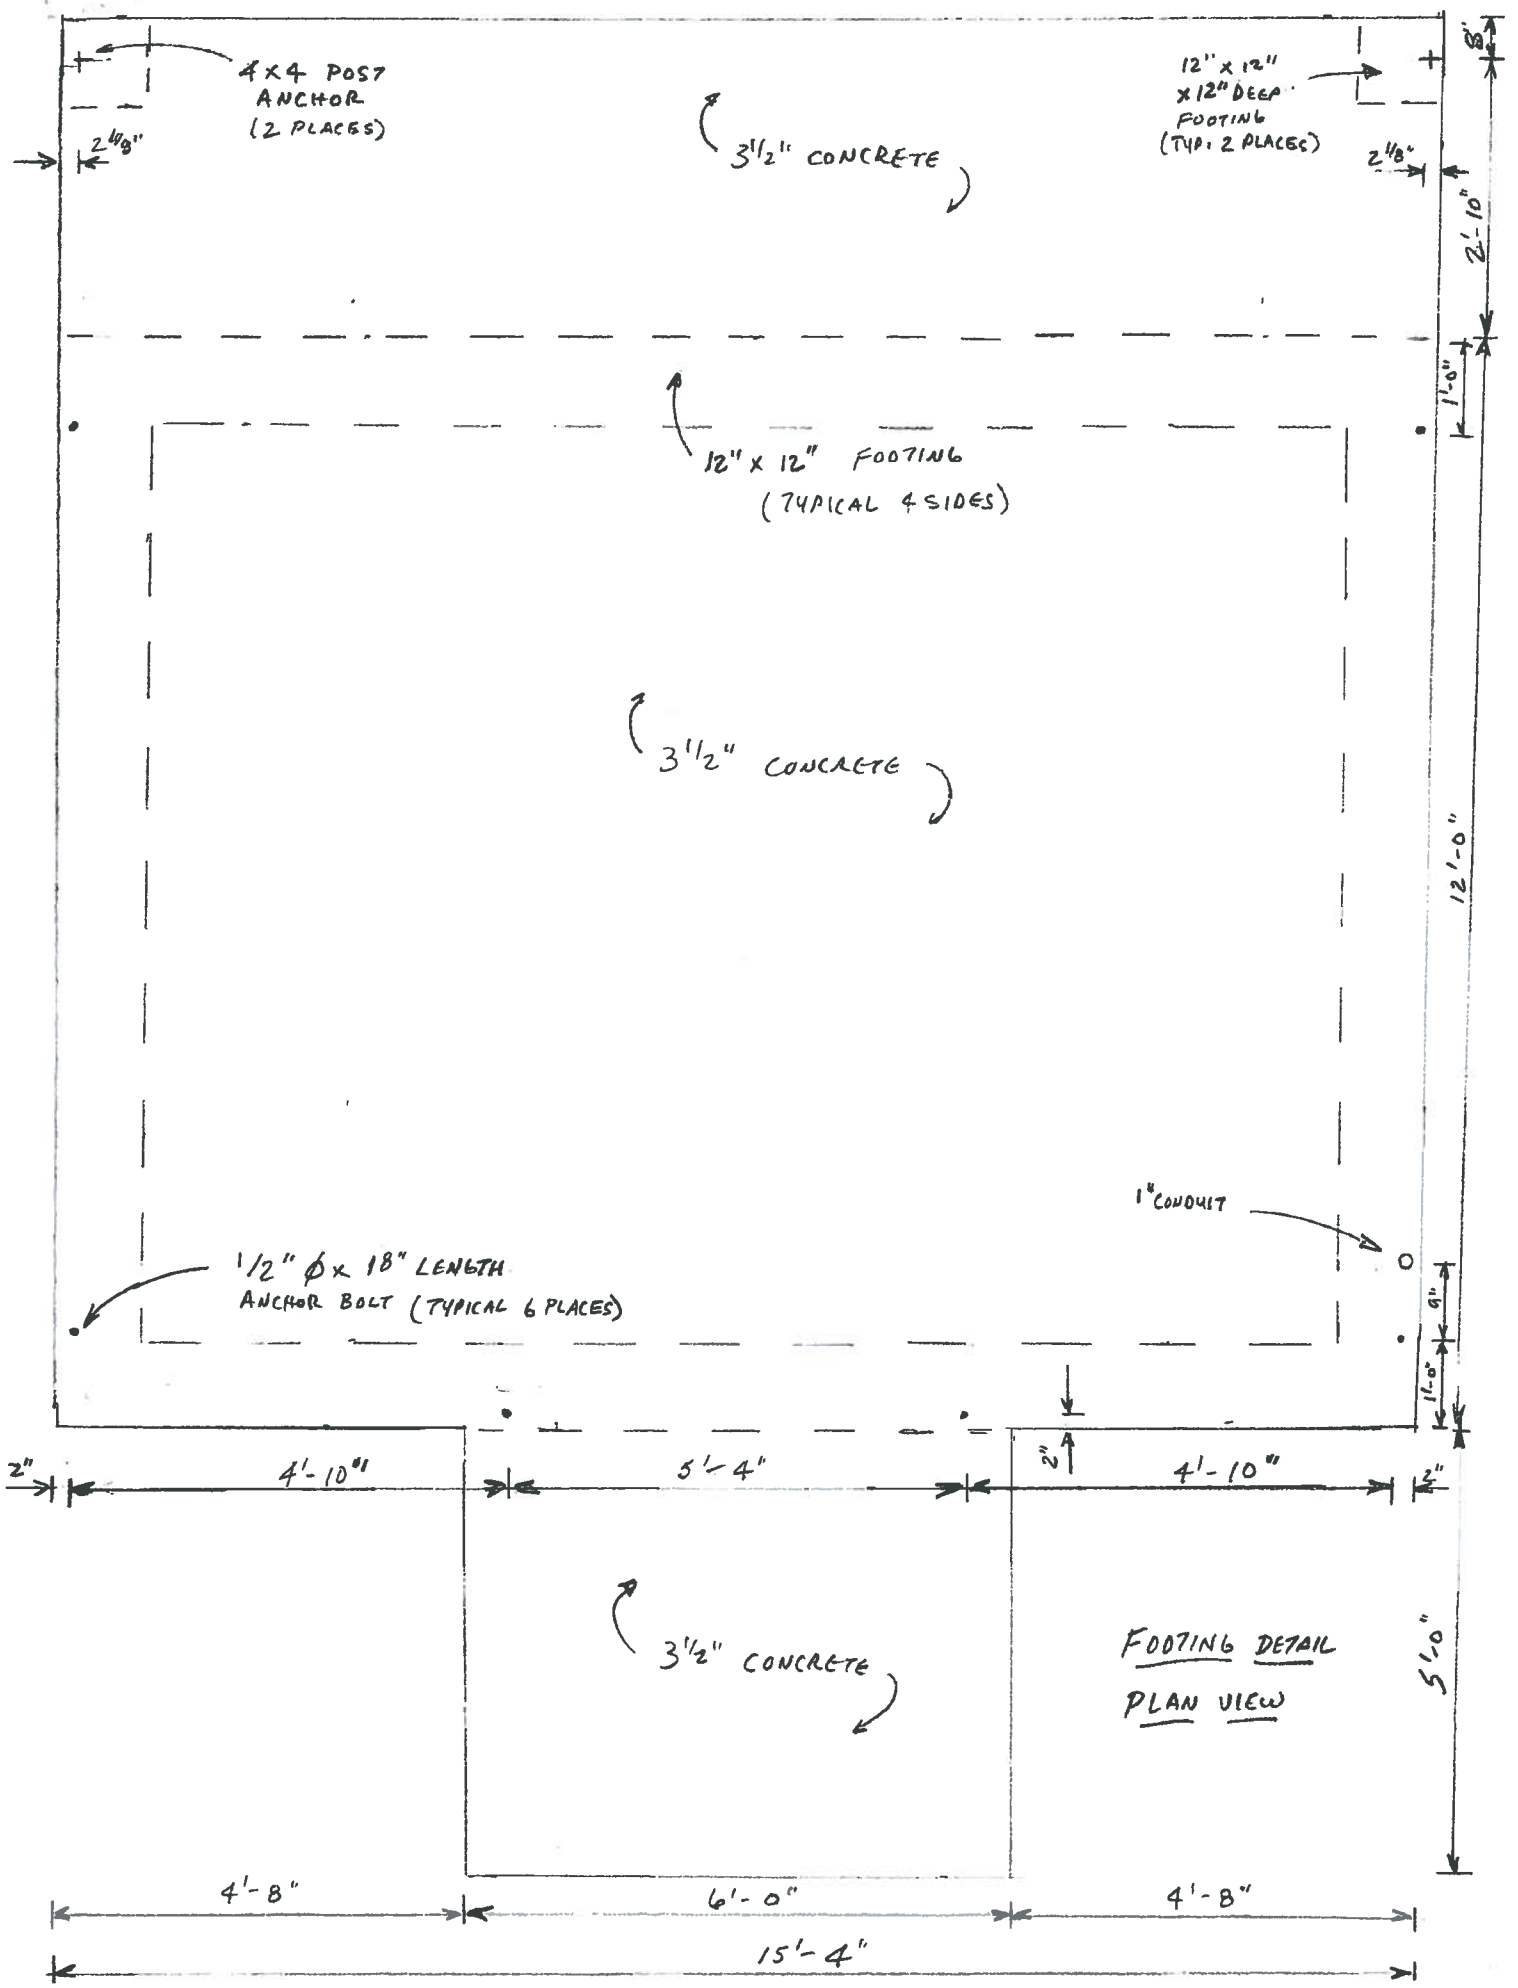 4x4 POST
ANCHOR
(2 PLACES)
2 1/8"
3 1/2" CONCRETE
12" x 12"
x 12" DEEP
FOOTING
(TYP. 2 PLACES)
2 1/8"
8"
2'-10"
1'-0"
12" x 12" FOOTING
(TYPICAL 4 SIDES)
3 1/2" CONCRETE
12'-0"
1" CONDUIT
1/2" ϕ x 18" LENGTH
ANCHOR BOLT (TYPICAL 6 PLACES)
9"
1'-0"
2"
2"
4'-10"
5'-4"
4'-10"
2"
3 1/2" CONCRETE
FOOTING DETAIL
PLAN VIEW
5'-0"
4'-8"
6'-0"
4'-8"
15'-4"